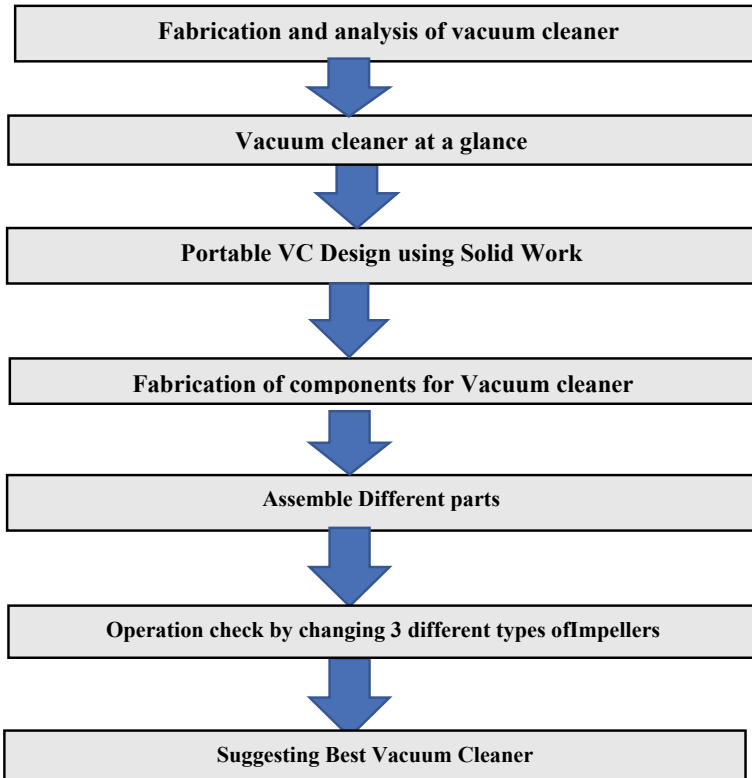 Fabrication and analysis of vacuum cleaner
Vacuum cleaner at a glance
Portable VC Design using Solid Work
Fabrication of components for Vacuum cleaner
Assemble Different parts
Operation check by changing 3 different types ofImpellers
Suggesting Best Vacuum Cleaner